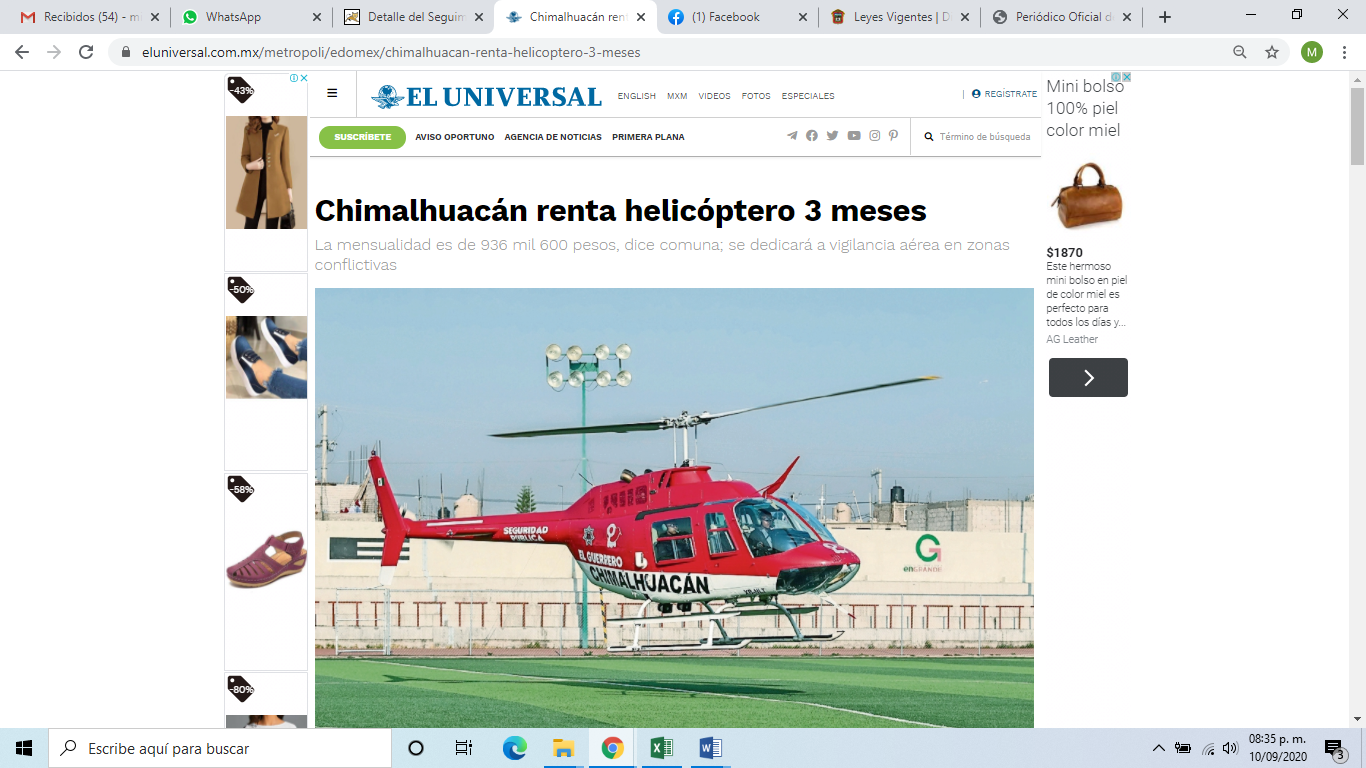 Recibidos (54) - mi
WhatsApp
Detalle del Seguim
Chimalhuacán rent
(1) Facebook
Leyes Vigentes | D
Periódico Oficial d
eluniversal.com.mx/metropoli/edomex/chimalhuacan-renta-helicoptero-3-meses
M
-43%
EL UNIVERSAL
ENGLISH MXM VIDEOS FOTOS ESPECIALES
| REGÍSTRATE
SUSCRÍBETE AVISO OPORTUNO AGENCIA DE NOTICIAS PRIMERA PLANA
Término de búsqueda
Mini bolso
100% piel
color miel
Chimalhuacán renta helicóptero 3 meses
La mensualidad es de 936 mil 600 pesos, dice comuna; se dedicará a vigilancia aérea en zonas
conflictivas
$1870
Este hermoso
mini bolso en piel
de color miel es
perfecto para
todos los días y...
AG Leather
-50%
-58%
-80%
SEGURIDAD
PÚBLICA
EL GUERRERO
CHIMALHUACÁN
enGRANDE
Escribe aquí para buscar
08:35 p. m.
10/09/2020
3